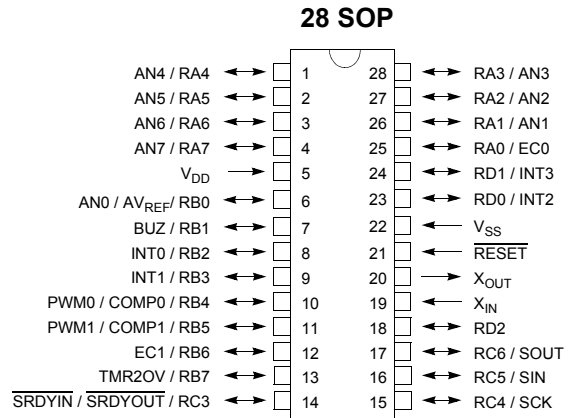 28 SOP
AN4 / RA4 1 28 RA3 / AN3
AN5 / RA5 2 27 RA2 / AN2
AN6 / RA6 3 26 RA1 / AN1
AN7 / RA7 4 25 RA0 / EC0
VDD 5 24 RD1 / INT3
AN0 / AVREF/ RB0 6 23 RD0 / INT2
BUZ / RB1 7 22 VSS
INT0 / RB2 8 21 RESET
INT1 / RB3 9 20 XOUT
PWM0 / COMP0 / RB4 10 19 XIN
PWM1 / COMP1 / RB5 11 18 RD2
EC1 / RB6 12 17 RC6 / SOUT
TMR2OV / RB7 13 16 RC5 / SIN
SRDYIN / SRDYOUT / RC3 14 15 RC4 / SCK